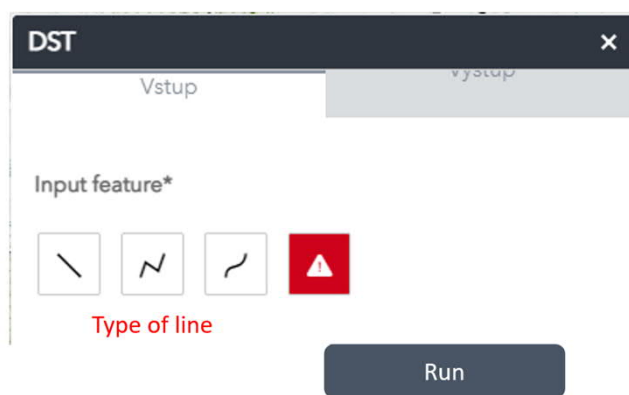 DST
Vstup
Výstup
Input feature*
Type of line
Run